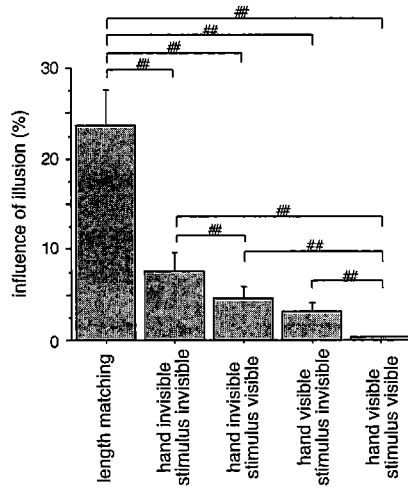 ##
##
##
##
30
20
##
##
##
10
##
0
influence of illusion (%)
length matching
hand invisible
stimulus invisible
hand invisible
stimulus visible
hand visible
stimulus invisible
hand visible
stimulus visible